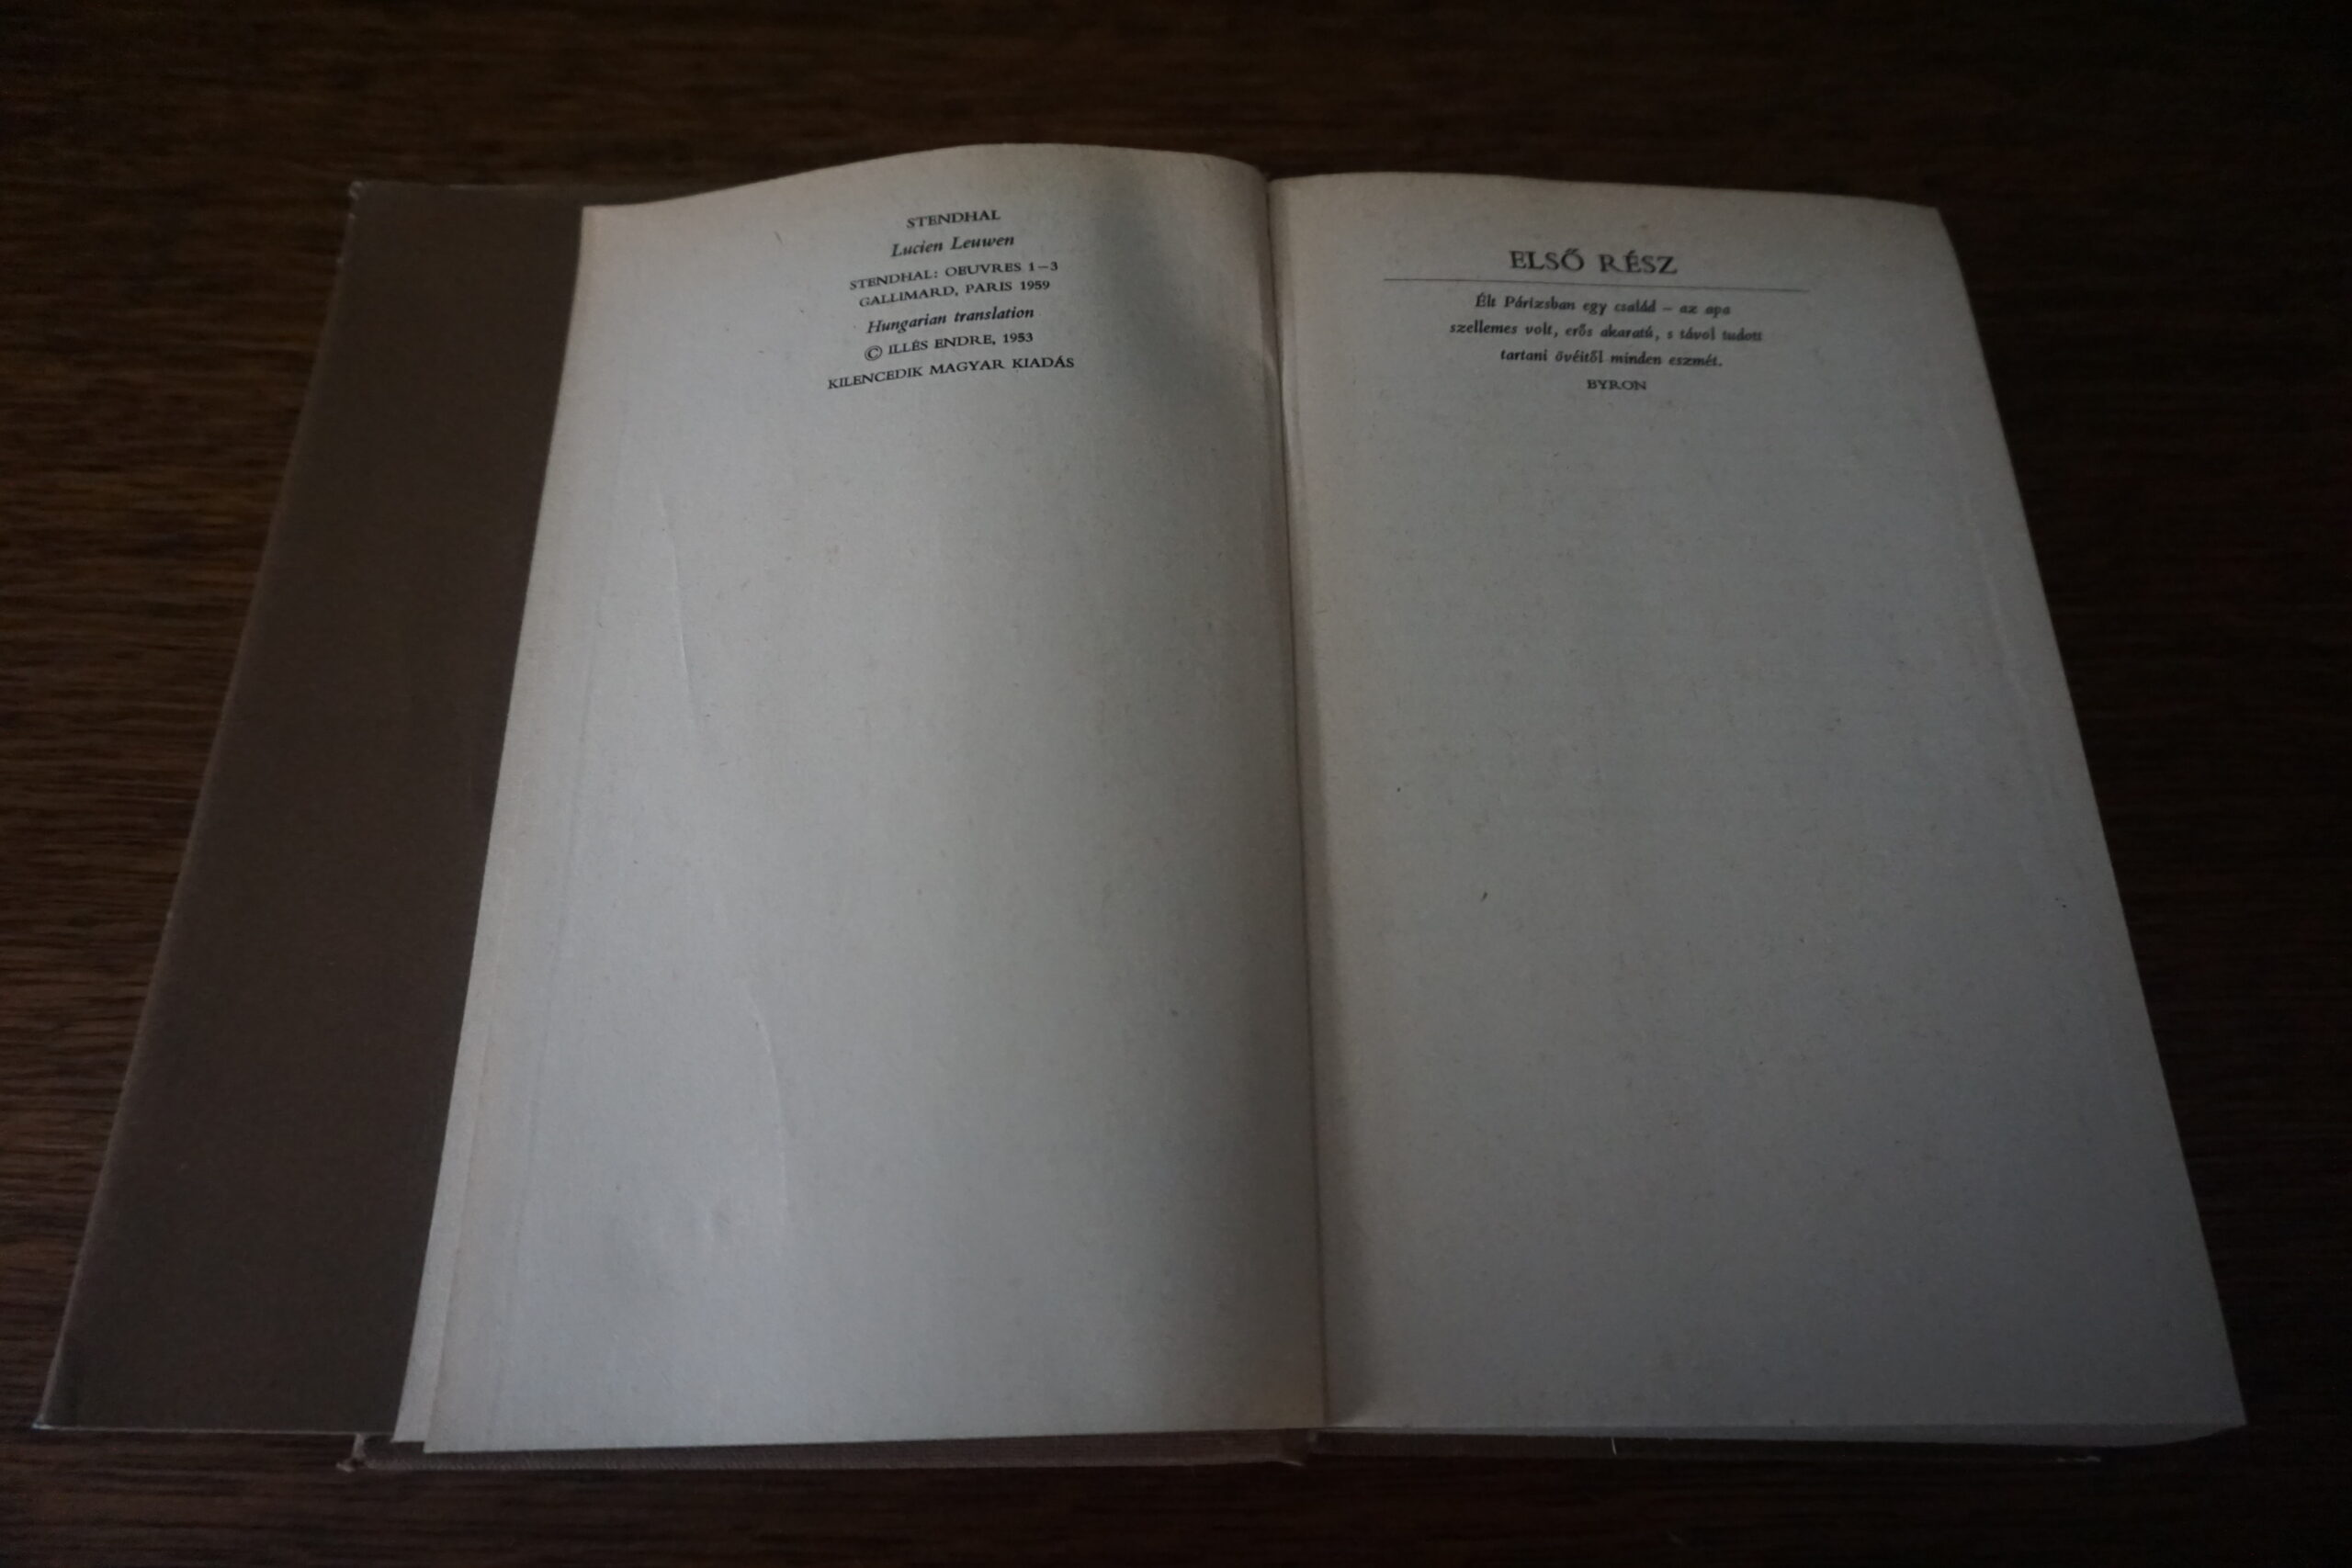 STENDHAL
Lucien Leuwen
STENDHAL: OEUVRES 1–3
GALLIMARD, PARIS 1959
Hungarian translation
© ILLÉS ENDRE, 1953
KILENCEDIK MAGYAR KIADÁS
ELSŐ RÉSZ
Élt Párizsban egy család – az apa
szellemes volt, erős akaratú, s távol tudott
tartani övéitől minden eszmét.
BYRON